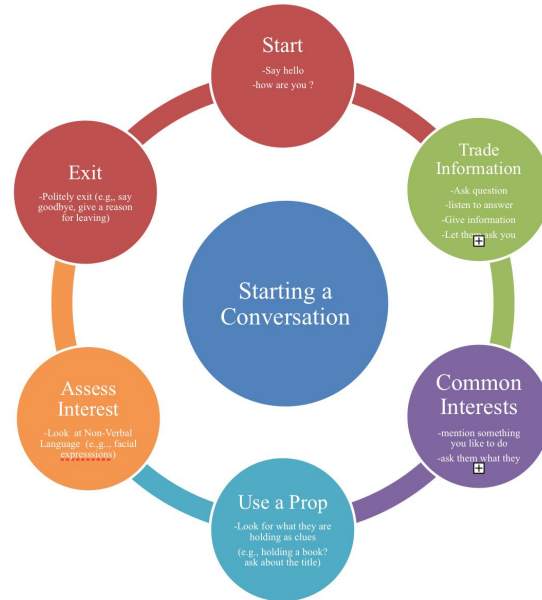 Start
-Say hello
-how are you ?
Trade
Information
-Ask question
-listen to answer
-Give information
-Let them ask you
Common
Interests
-mention something
you like to do
-ask them what they
Use a Prop
-Look for what they are
holding as clues
(e.g., holding a book?
ask about the title)
Assess
Interest
-Look at Non-Verbal
Language (e.,g.., facial
expresssions)
Exit
-Politely exit (e.g., say
goodbye, give a reason
for leaving)
Starting a
Conversation